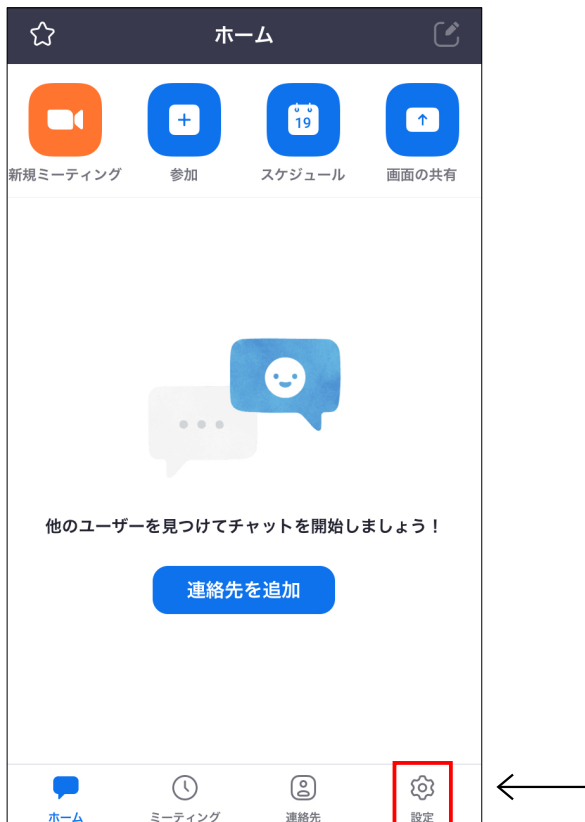 ホーム
19
新規ミーティング 参加 スケジュール 画面の共有
他のユーザーを見つけてチャットを開始しましょう！
連絡先を追加
ホーム ミーティング 連絡先 設定